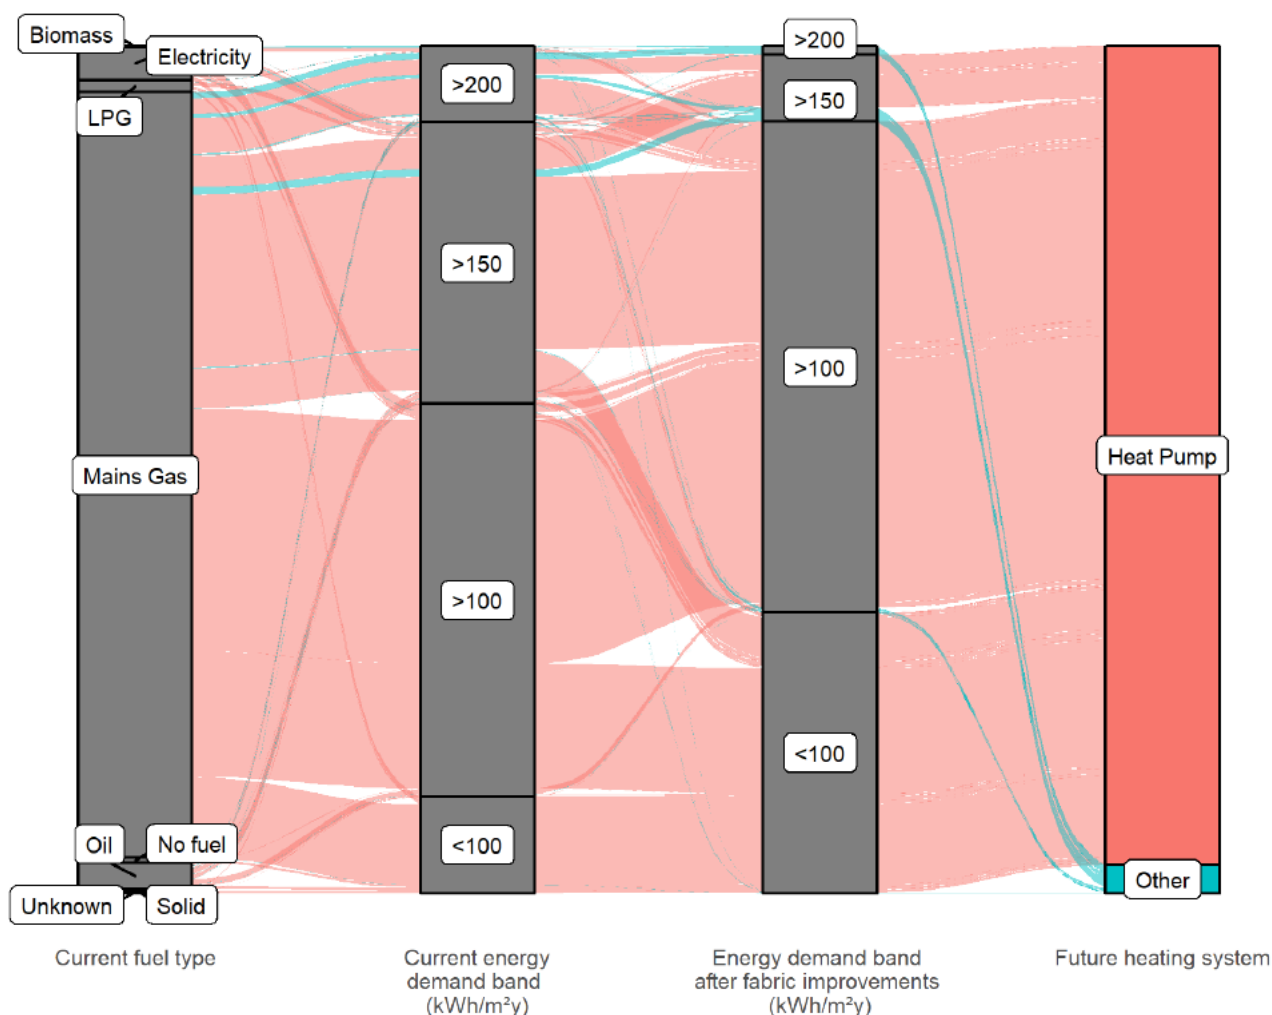 Biomass
Electricity
LPG
Mains Gas
Oil
No fuel
Unknown
Solid
>200
>150
>100
<100
>200
>150
>100
<100
Heat Pump
Other
Current fuel type
Current energy
demand band
(kWh/m²y)
Energy demand band
after fabric improvements
(kWh/m²y)
Future heating system